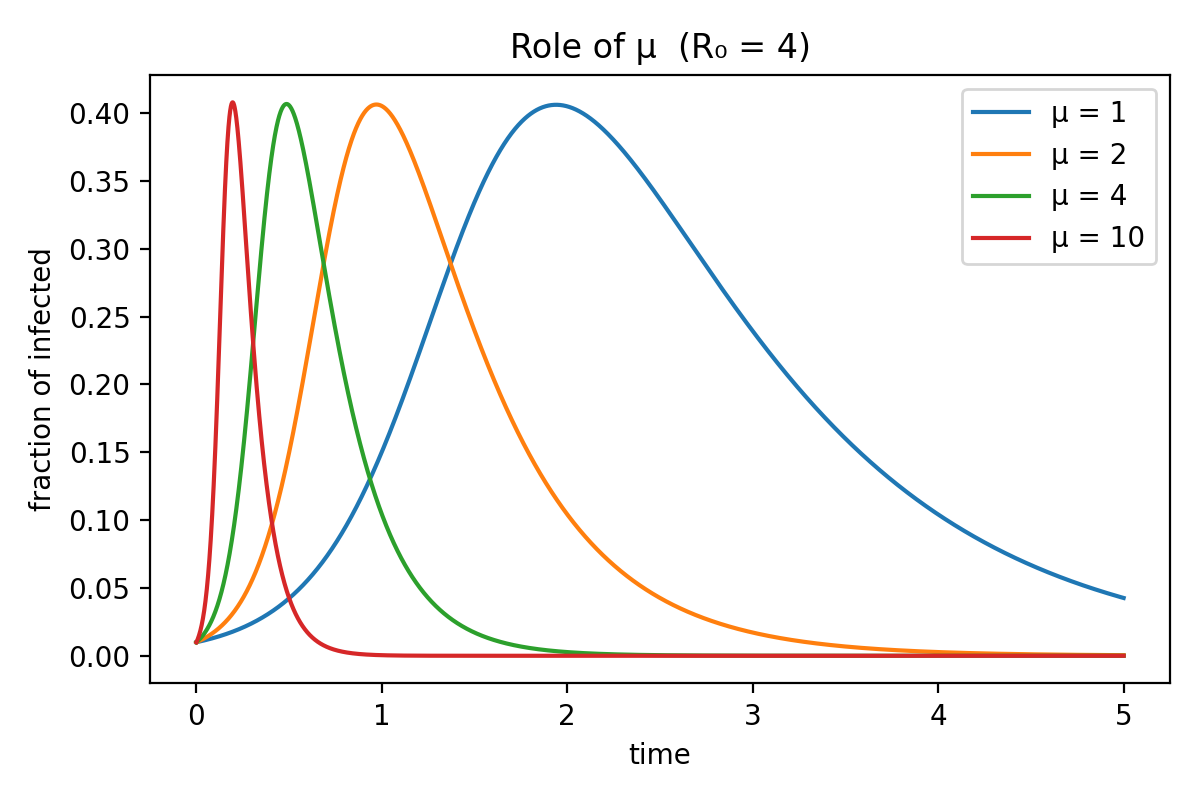 Role of μ (R₀ = 4)
μ = 1
μ = 2
μ = 4
μ = 10
fraction of infected
0.40
0.35
0.30
0.25
0.20
0.15
0.10
0.05
0.00
0 1 2 3 4 5
time